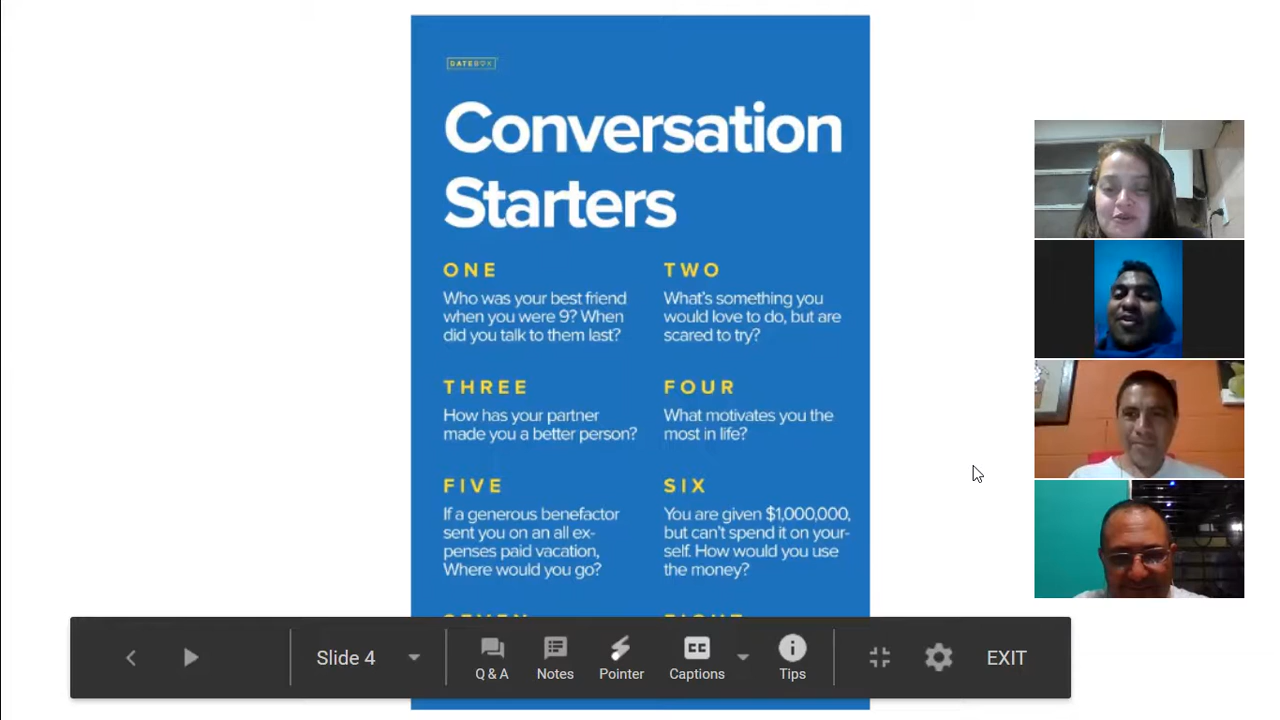 DATEBOX
Conversation
Starters
ONE
Who was your best friend
when you were 9? When
did you talk to them last?
TWO
What's something you
would love to do, but are
scared to try?
THREE
How has your partner
made you a better person?
FOUR
What motivates you the
most in life?
FIVE
If a generous benefactor
sent you on an all ex-
penses paid vacation,
Where would you go?
SIX
You are given $1,000,000,
but can't spend it on your-
self. How would you use
the money?
SEVEN
EIGHT
Slide 4
Q & A
Notes
Pointer
CC
Captions
Tips
EXIT